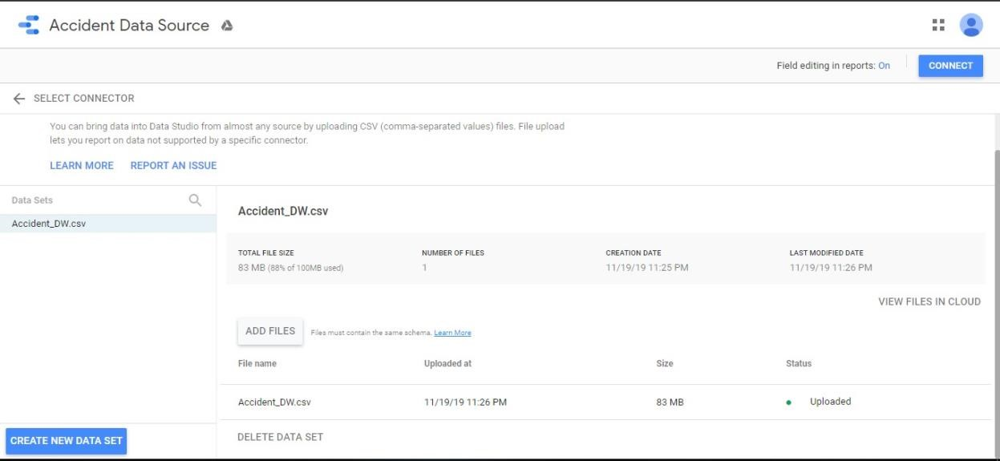 Accident Data Source
Field editing in reports: On
CONNECT
SELECT CONNECTOR
You can bring data into Data Studio from almost any source by uploading CSV (comma-separated values) files. File upload
lets you report on data not supported by a specific connector.
LEARN MORE REPORT AN ISSUE
Data Sets
Accident_DW.csv
Accident_DW.csv
TOTAL FILE SIZE NUMBER OF FILES CREATION DATE LAST MODIFIED DATE
83 MB (88% of 100MB used) 1 11/19/19 11:25 PM 11/19/19 11:26 PM
VIEW FILES IN CLOUD
ADD FILES Files must contain the same schema. Learn More
File name Uploaded at Size Status
Accident_DW.csv 11/19/19 11:26 PM 83 MB Uploaded
DELETE DATA SET
CREATE NEW DATA SET